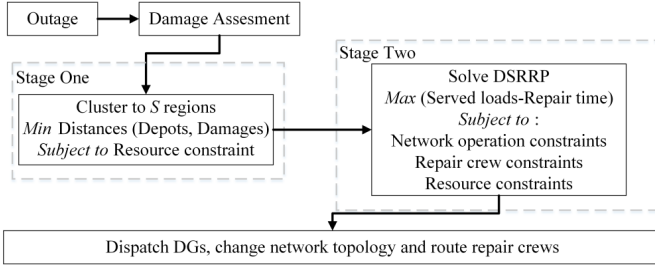 Outage
Damage Assesment
Stage One
Cluster to S regions
Min Distances (Depots, Damages)
Subject to Resource constraint
Stage Two
Solve DSRRP
Max (Served loads-Repair time)
Subject to :
Network operation constraints
Repair crew constraints
Resource constraints
Dispatch DGs, change network topology and route repair crews